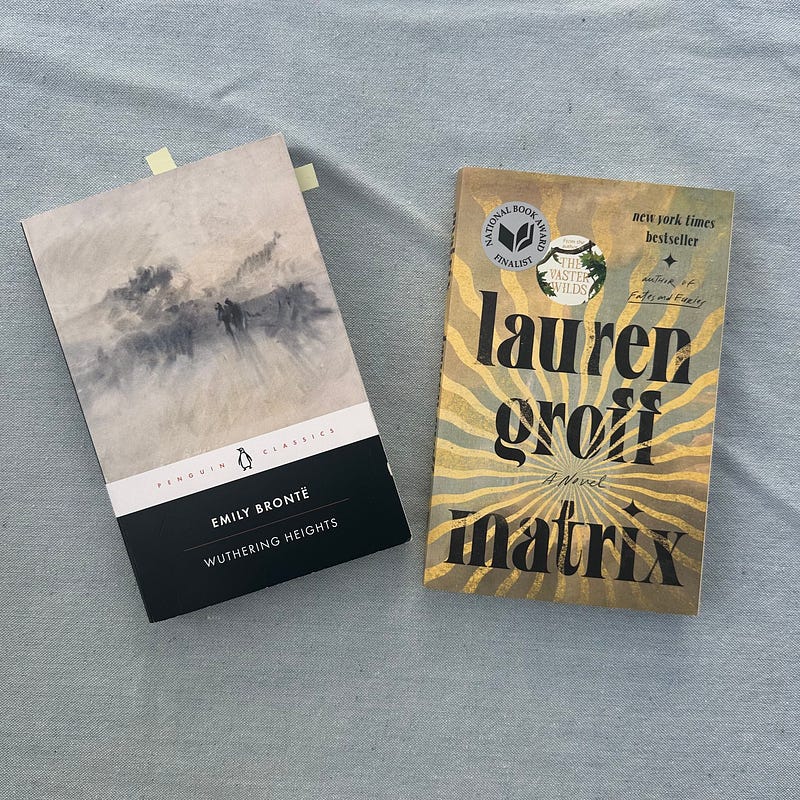 PENGUIN CLASSICS
EMILY BRONTË
WUTHERING HEIGHTS
NATIONAL BOOK AWARD
FINALIST
From the
author of
THE
VASTER
WILDS
new york times
bestseller
author of
Fates and Furies
lauren
groff
A Novel
matrix